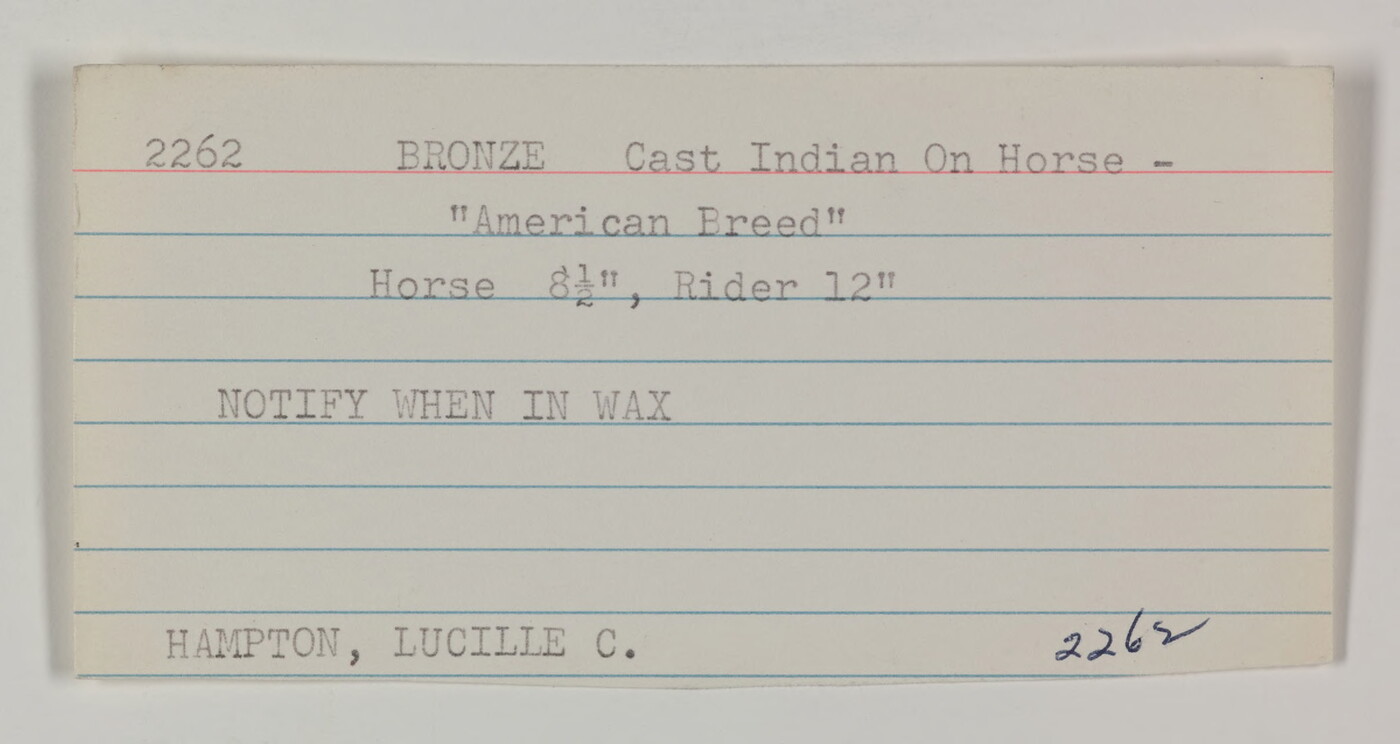 2262 BRONZE Cast Indian On Horse -
"American Breed"
Horse 8½", Rider 12"
NOTIFY WHEN IN WAX
HAMPTON, LUCILLE C. 2262